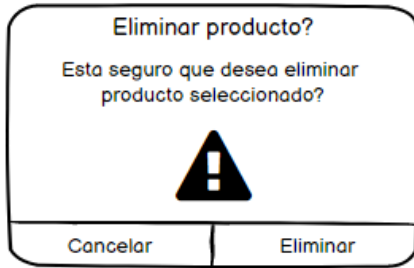 Eliminar producto?
Esta seguro que desea eliminar
producto seleccionado?
Cancelar
Eliminar